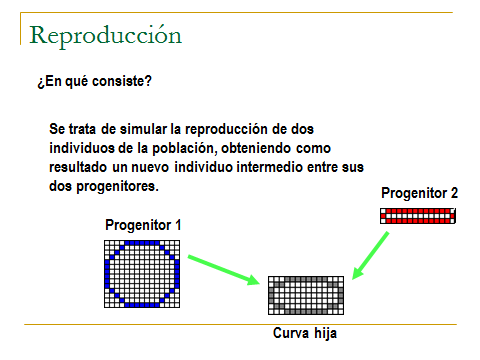 Reproducción
¿En qué consiste?
Se trata de simular la reproducción de dos
individuos de la población, obteniendo como
resultado un nuevo individuo intermedio entre sus
dos progenitores.
Progenitor 2
Progenitor 1
Curva hija